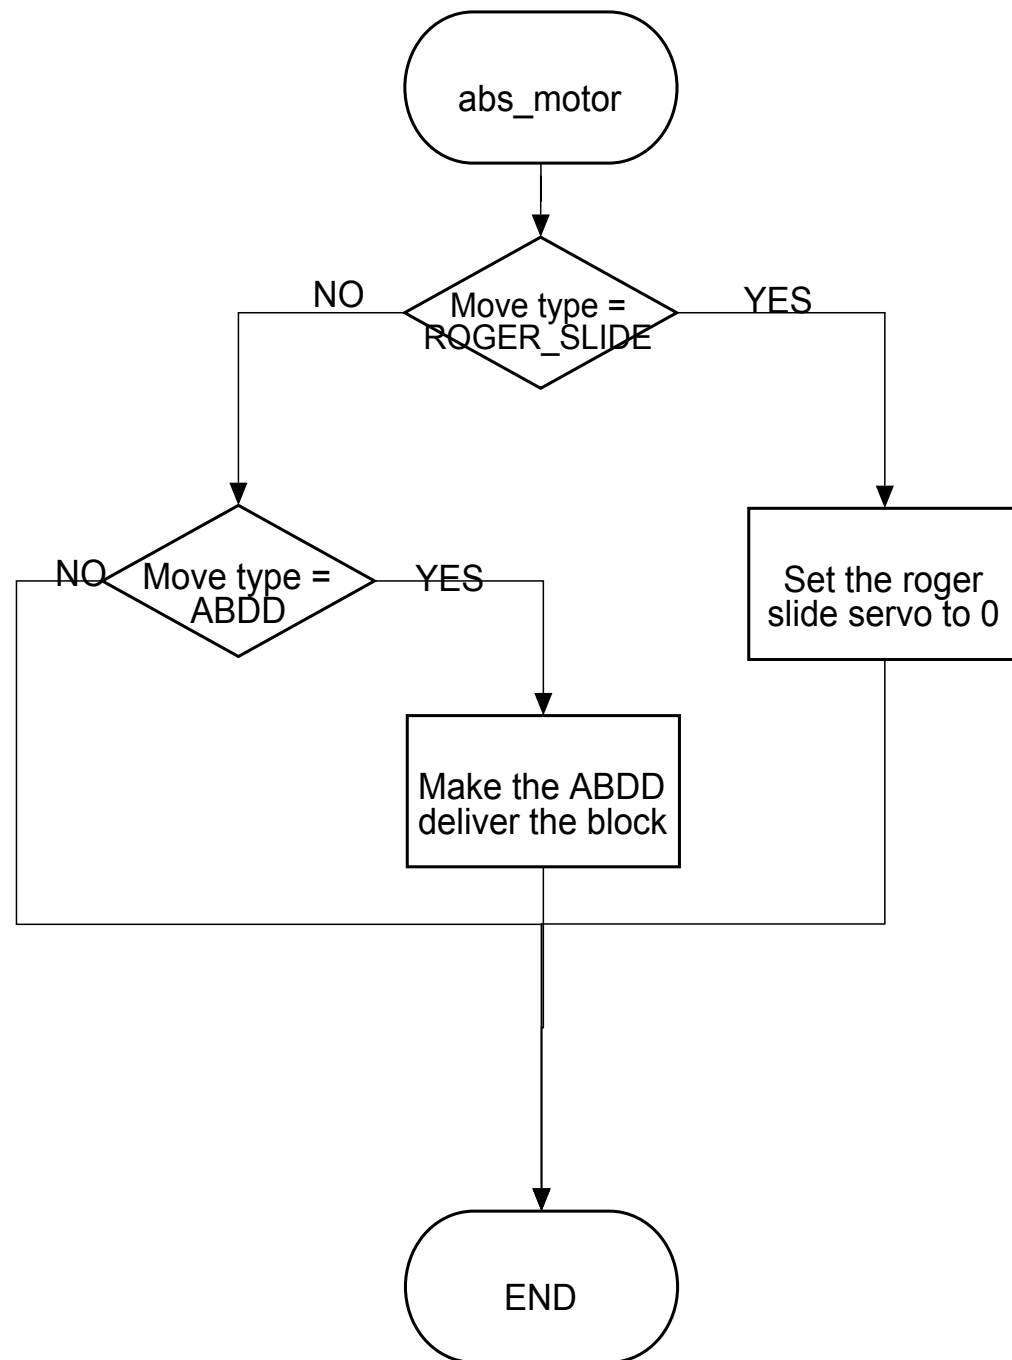 abs_motor
NO
YES
Move type =
ROGER_SLIDE
NO
Move type =
ABDD
YES
Set the roger
slide servo to 0
Make the ABDD
deliver the block
END